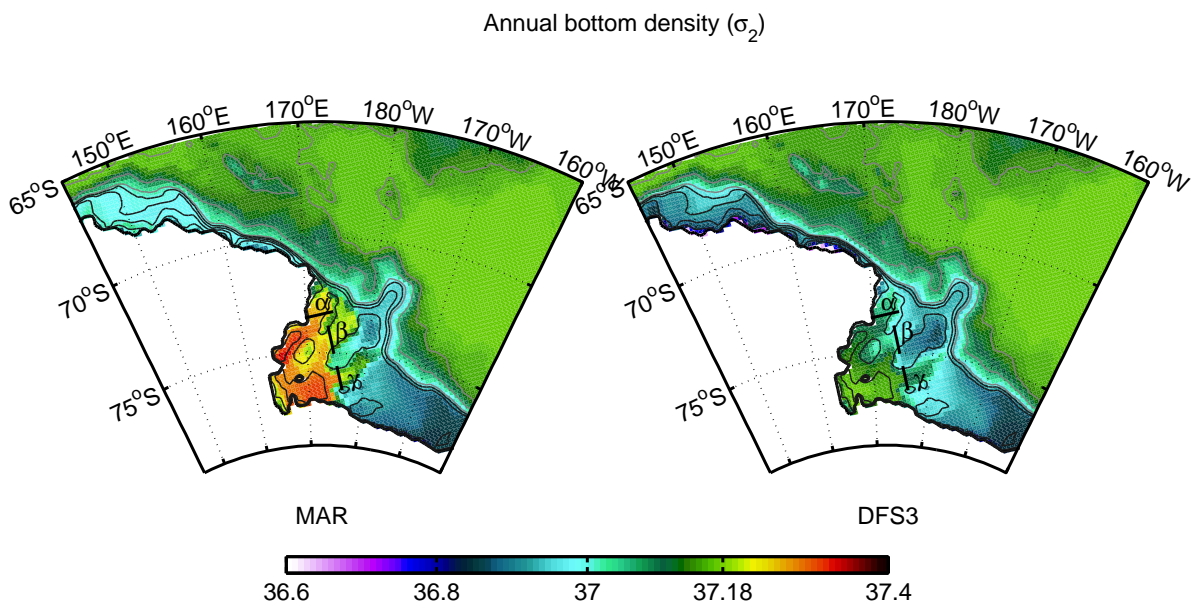 Annual bottom density (σ₂)
150°E 160°E 170°E 180°W 170°W 160°W
65°S
70°S
75°S
α
β
γ
MAR
150°E 160°E 170°E 180°W 170°W 160°W
65°S
70°S
75°S
α
β
γ
DFS3
36.6 36.8 37 37.18 37.4